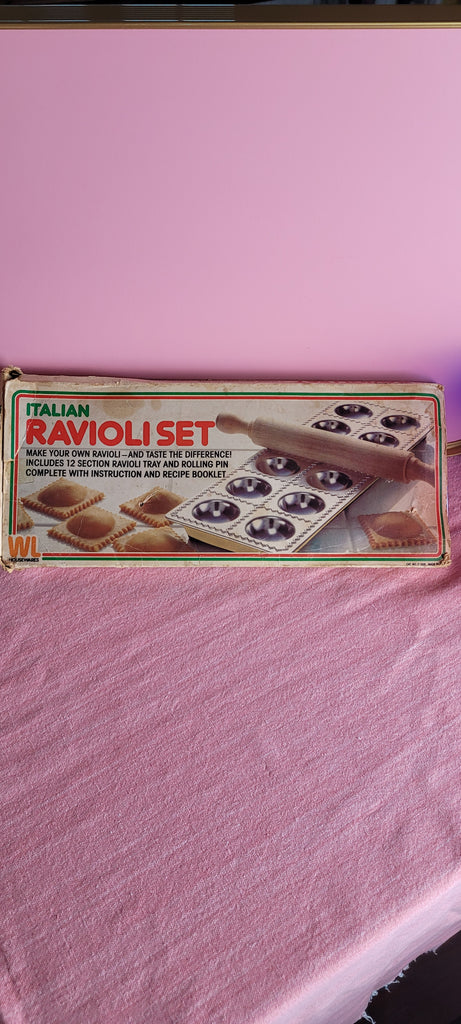 ITALIAN
RAVIOLI SET
MAKE YOUR OWN RAVIOLI—AND TASTE THE DIFFERENCE!
INCLUDES 12 SECTION RAVIOLI TRAY AND ROLLING PIN
COMPLETE WITH INSTRUCTION AND RECIPE BOOKLET
WL
HOUSEWARES